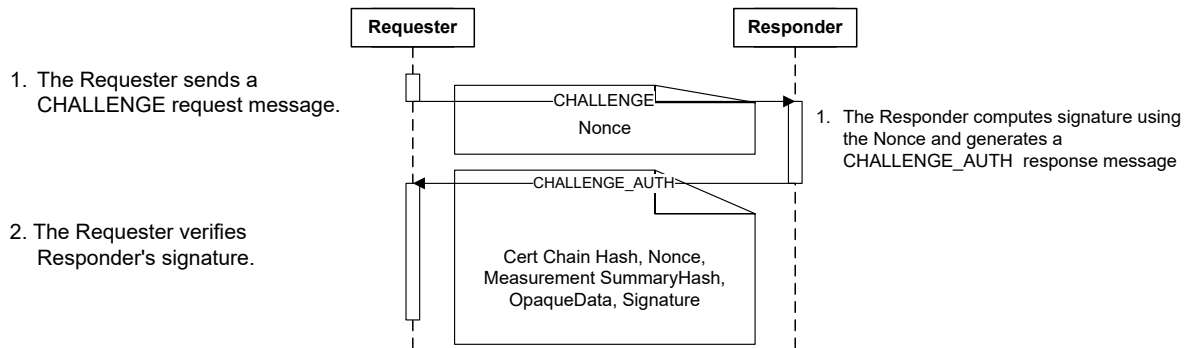 Requester
Responder
1. The Requester sends a
CHALLENGE request message.
CHALLENGE
Nonce
1. The Responder computes signature using
the Nonce and generates a
CHALLENGE_AUTH response message
CHALLENGE_AUTH
2. The Requester verifies
Responder's signature.
Cert Chain Hash, Nonce,
Measurement SummaryHash,
OpaqueData, Signature